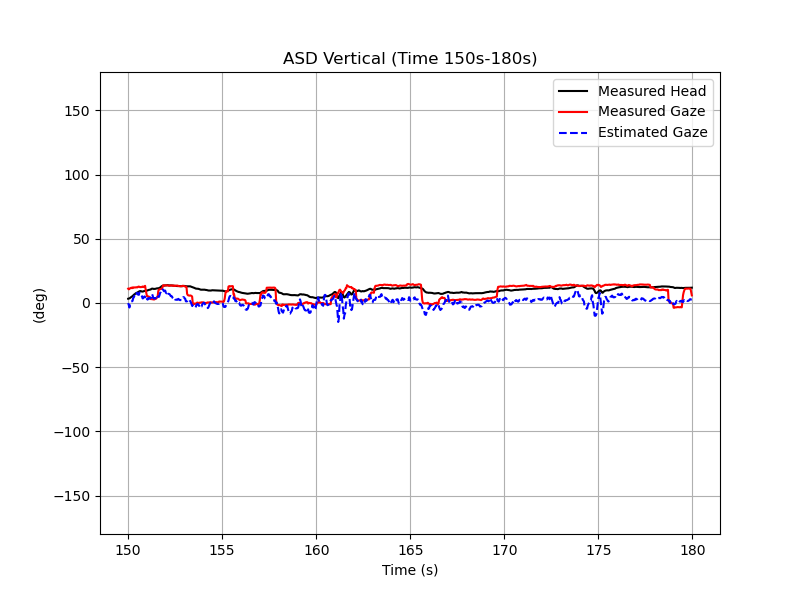 ASD Vertical (Time 150s-180s)
Measured Head
Measured Gaze
Estimated Gaze
150
100
50
0
−50
−100
−150
(deg)
150 155 160 165 170 175 180
Time (s)